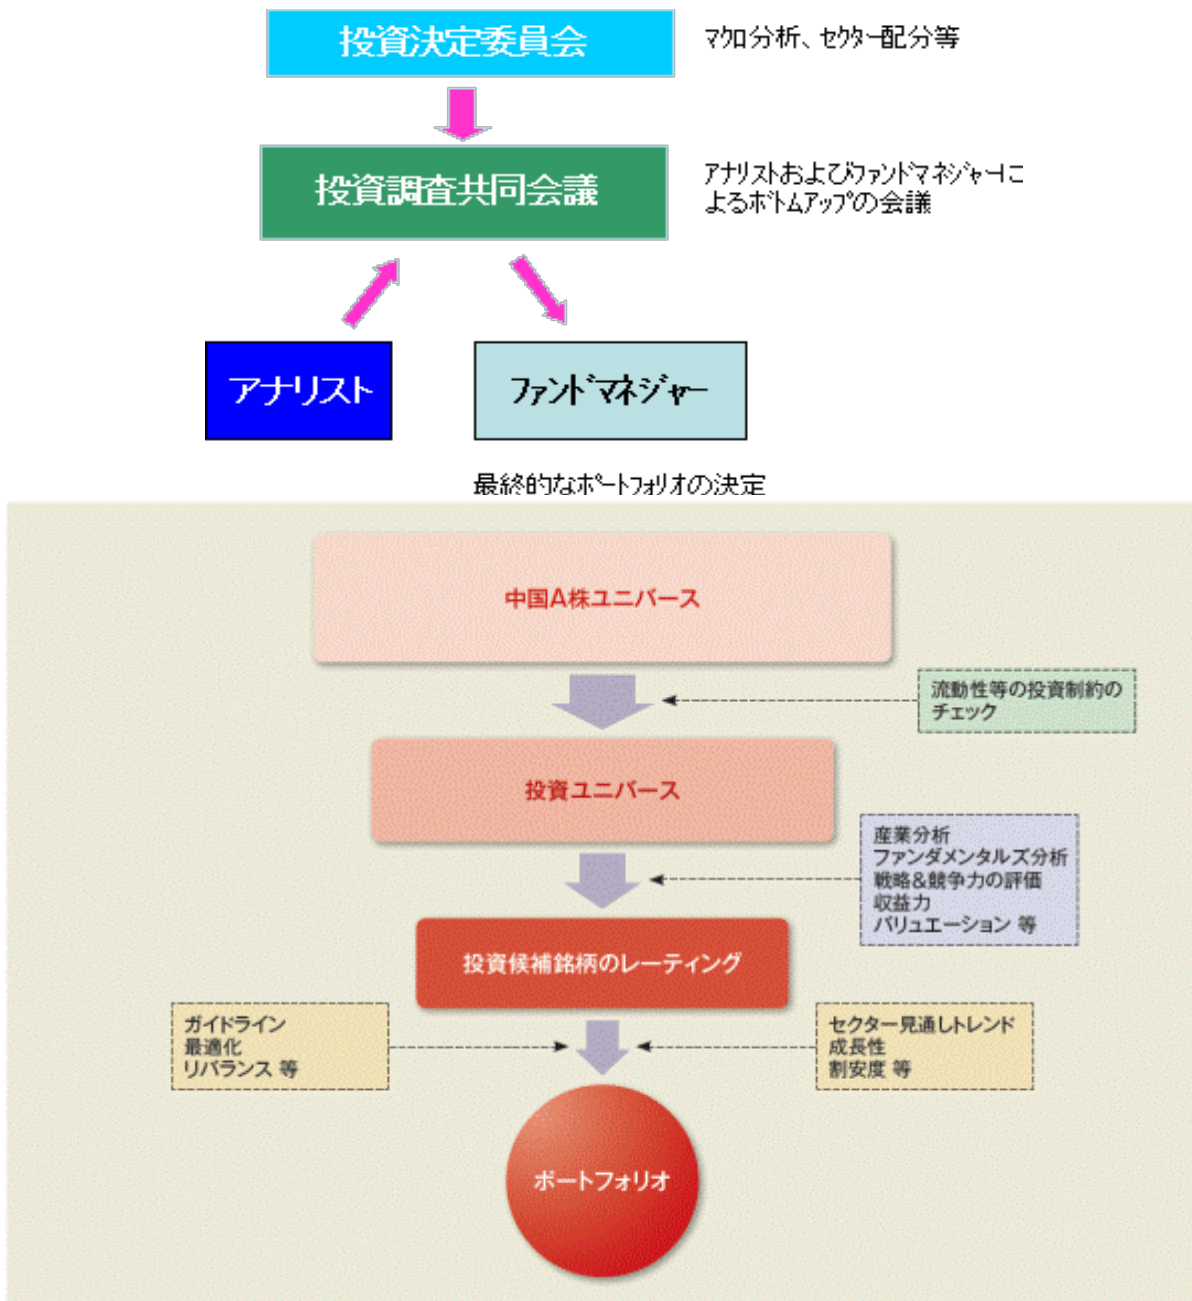 投資決定委員会
マクロ分析、セクター配分等
投資調査共同会議
アナリストおよびファンドマネジャーに
よるボトムアップの会議
アナリスト
ファンドマネジャー
最終的なポートフォリオの決定
中国A株ユニバース
流動性等の投資制約の
チェック
投資ユニバース
産業分析
ファンダメンタルズ分析
戦略&競争力の評価
収益力
バリュエーション 等
投資候補銘柄のレーティング
ガイドライン
最適化
リバランス 等
セクター見通しトレンド
成長性
割安度 等
ポートフォリオ